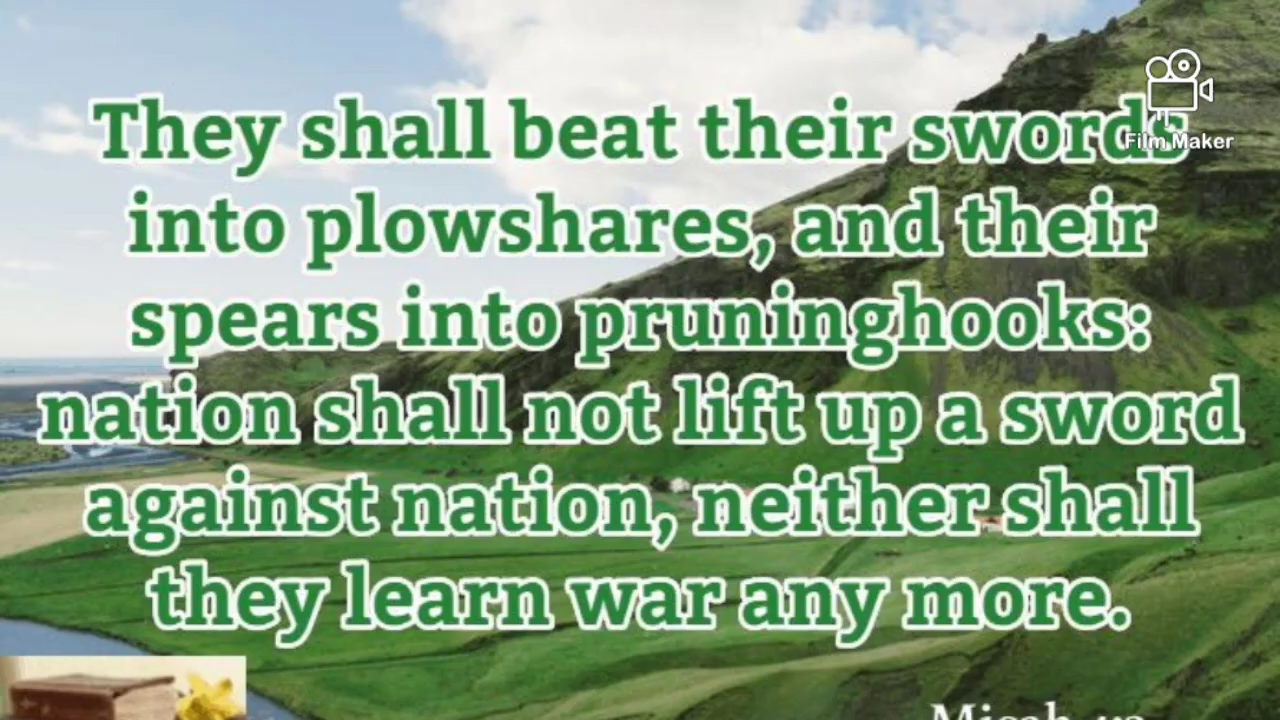 They shall beat their swords
Film Maker
into plowshares, and their
spears into pruninghooks:
nation shall not lift up a sword
against nation, neither shall
they learn war any more.
Micah